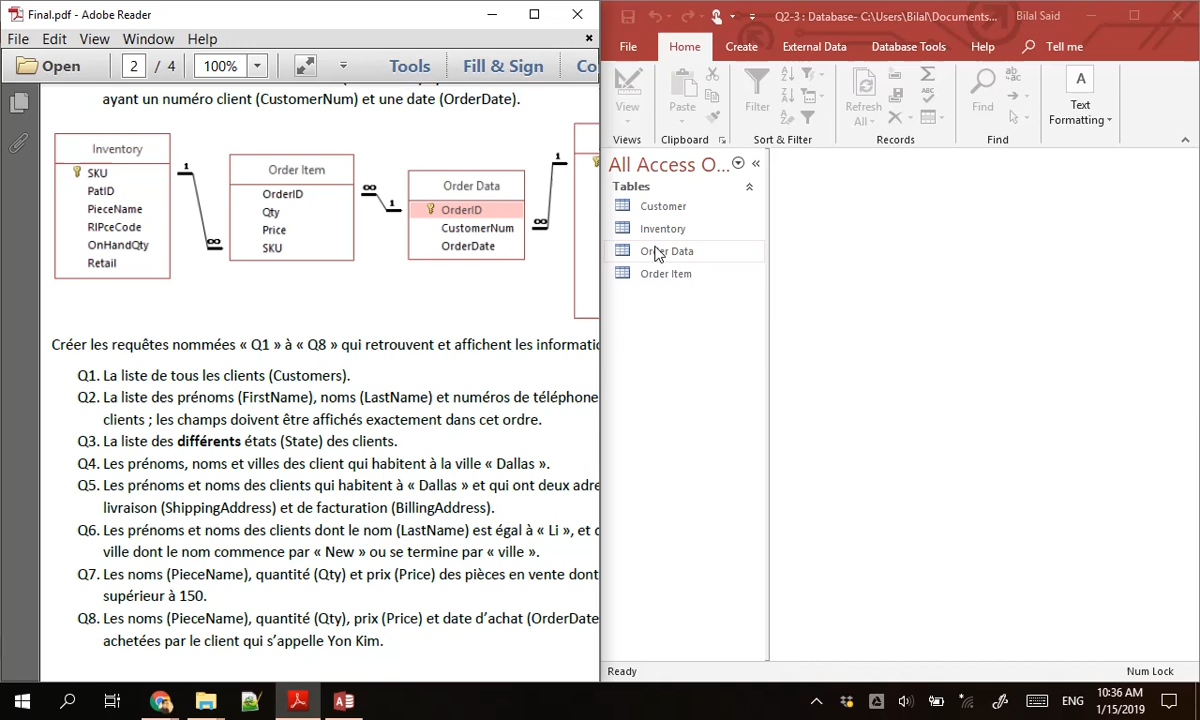 Final.pdf - Adobe Reader
File Edit View Window Help
Open 2 / 4 100% Tools Fill & Sign Co
ayant un numéro client (CustomerNum) et une date (OrderDate).
Inventory
SKU
PatID
PieceName
RIPceCode
OnHandQty
Retail
1
∞
Order Item
OrderID
Qty
Price
SKU
∞
1
Order Data
OrderID
CustomerNum
OrderDate
1
∞
Créer les requêtes nommées « Q1 » à « Q8 » qui retrouvent et affichent les informati
Q1. La liste de tous les clients (Customers).
Q2. La liste des prénoms (FirstName), noms (LastName) et numéros de téléphone
clients ; les champs doivent être affichés exactement dans cet ordre.
Q3. La liste des différents états (State) des clients.
Q4. Les prénoms, noms et villes des client qui habitent à la ville « Dallas ».
Q5. Les prénoms et noms des clients qui habitent à « Dallas » et qui ont deux adre
livraison (ShippingAddress) et de facturation (BillingAddress).
Q6. Les prénoms et noms des clients dont le nom (LastName) est égal à « Li », et
ville dont le nom commence par « New » ou se termine par « ville ».
Q7. Les noms (PieceName), quantité (Qty) et prix (Price) des pièces en vente dont
supérieur à 150.
Q8. Les noms (PieceName), quantité (Qty), prix (Price) et date d'achat (OrderDate
achetées par le client qui s'appelle Yon Kim.
Q2-3 : Database- C:\Users\Bilal\Documents... Bilal Said
File Home Create External Data Database Tools Help Tell me
View
Paste
Filter
Refresh
All
Find
A
Text
Formatting
Views Clipboard Sort & Filter Records Find
All Access O...
Tables
Customer
Inventory
Order Data
Order Item
Ready Num Lock
ENG
10:36 AM
1/15/2019